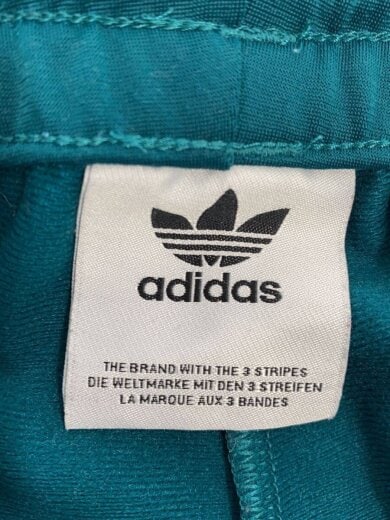 adidas
THE BRAND WITH THE 3 STRIPES
DIE WELTMARKE MIT DEN 3 STREIFEN
LA MARQUE AUX 3 BANDES